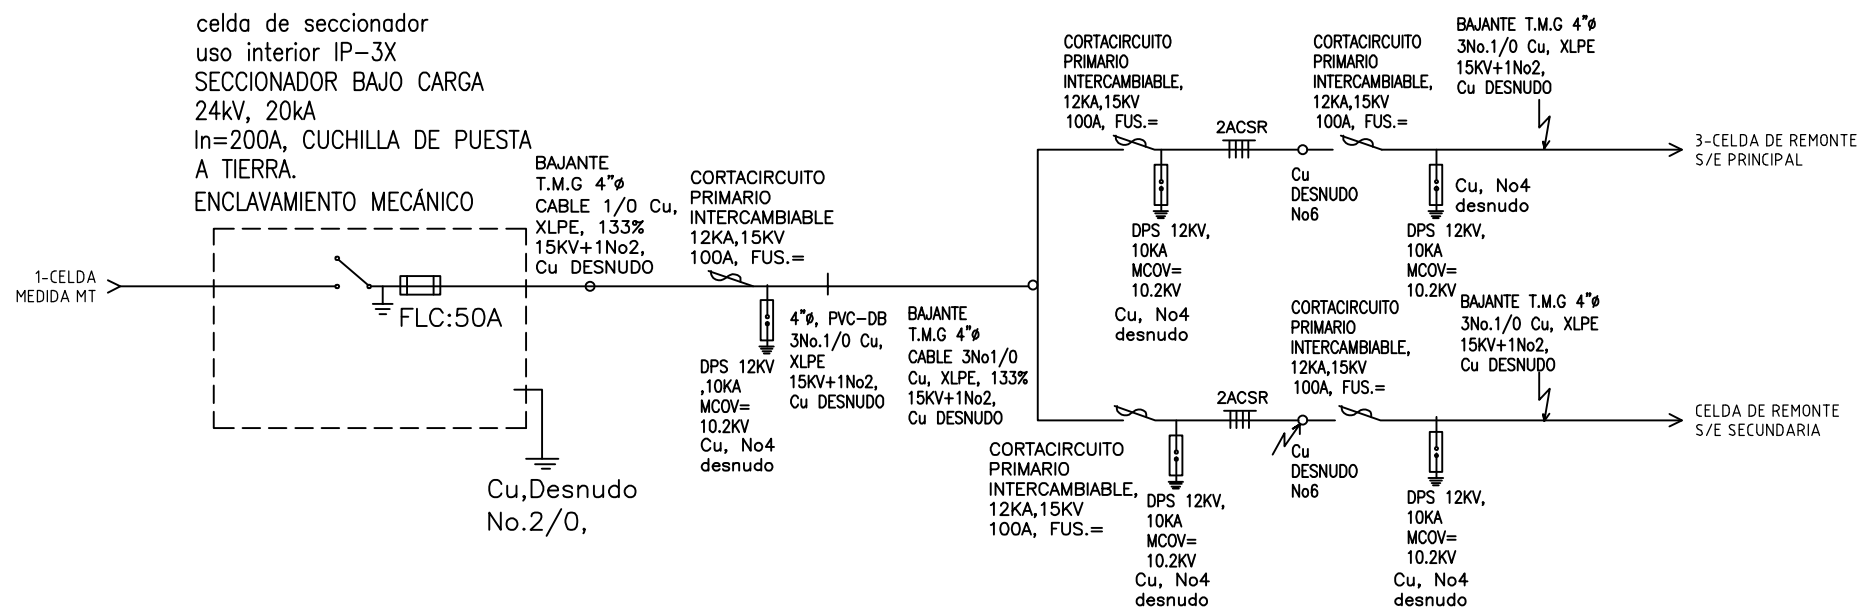 celda de seccionador
uso interior IP-3X
SECCIONADOR BAJO CARGA
24kV, 20kA
In=200A, CUCHILLA DE PUESTA
A TIERRA.
ENCLAVAMIENTO MECÁNICO
1-CELDA
MEDIDA MT
FLC:50A
Cu,Desnudo
No.2/0,
BAJANTE
T.M.G 4"ø
CABLE 1/0 Cu,
XLPE, 133%
15KV+1No2,
Cu DESNUDO
CORTACIRCUITO
PRIMARIO
INTERCAMBIABLE
12KA,15KV
100A, FUS.=
DPS 12KV
,10KA
MCOV=
10.2KV
Cu, No4
desnudo
4"ø, PVC-DB
3No.1/0 Cu,
XLPE
15KV+1No2,
Cu DESNUDO
BAJANTE
T.M.G 4"ø
CABLE 3No1/0
Cu, XLPE, 133%
15KV+1No2,
Cu DESNUDO
CORTACIRCUITO
PRIMARIO
INTERCAMBIABLE,
12KA,15KV
100A, FUS.=
2ACSR
DPS 12KV,
10KA
MCOV=
10.2KV
Cu, No4
desnudo
Cu
DESNUDO
No6
CORTACIRCUITO
PRIMARIO
INTERCAMBIABLE,
12KA,15KV
100A, FUS.=
BAJANTE T.M.G 4"ø
3No.1/0 Cu, XLPE
15KV+1No2,
Cu DESNUDO
3-CELDA DE REMONTE
S/E PRINCIPAL
Cu, No4
desnudo
DPS 12KV,
10KA
MCOV=
10.2KV
CORTACIRCUITO
PRIMARIO
INTERCAMBIABLE,
12KA,15KV
100A, FUS.=
BAJANTE T.M.G 4"ø
3No.1/0 Cu, XLPE
15KV+1No2,
Cu DESNUDO
2ACSR
CELDA DE REMONTE
S/E SECUNDARIA
CORTACIRCUITO
PRIMARIO
INTERCAMBIABLE,
12KA,15KV
100A, FUS.=
DPS 12KV,
10KA
MCOV=
10.2KV
Cu, No4
desnudo
Cu
DESNUDO
No6
DPS 12KV,
10KA
MCOV=
10.2KV
Cu, No4
desnudo